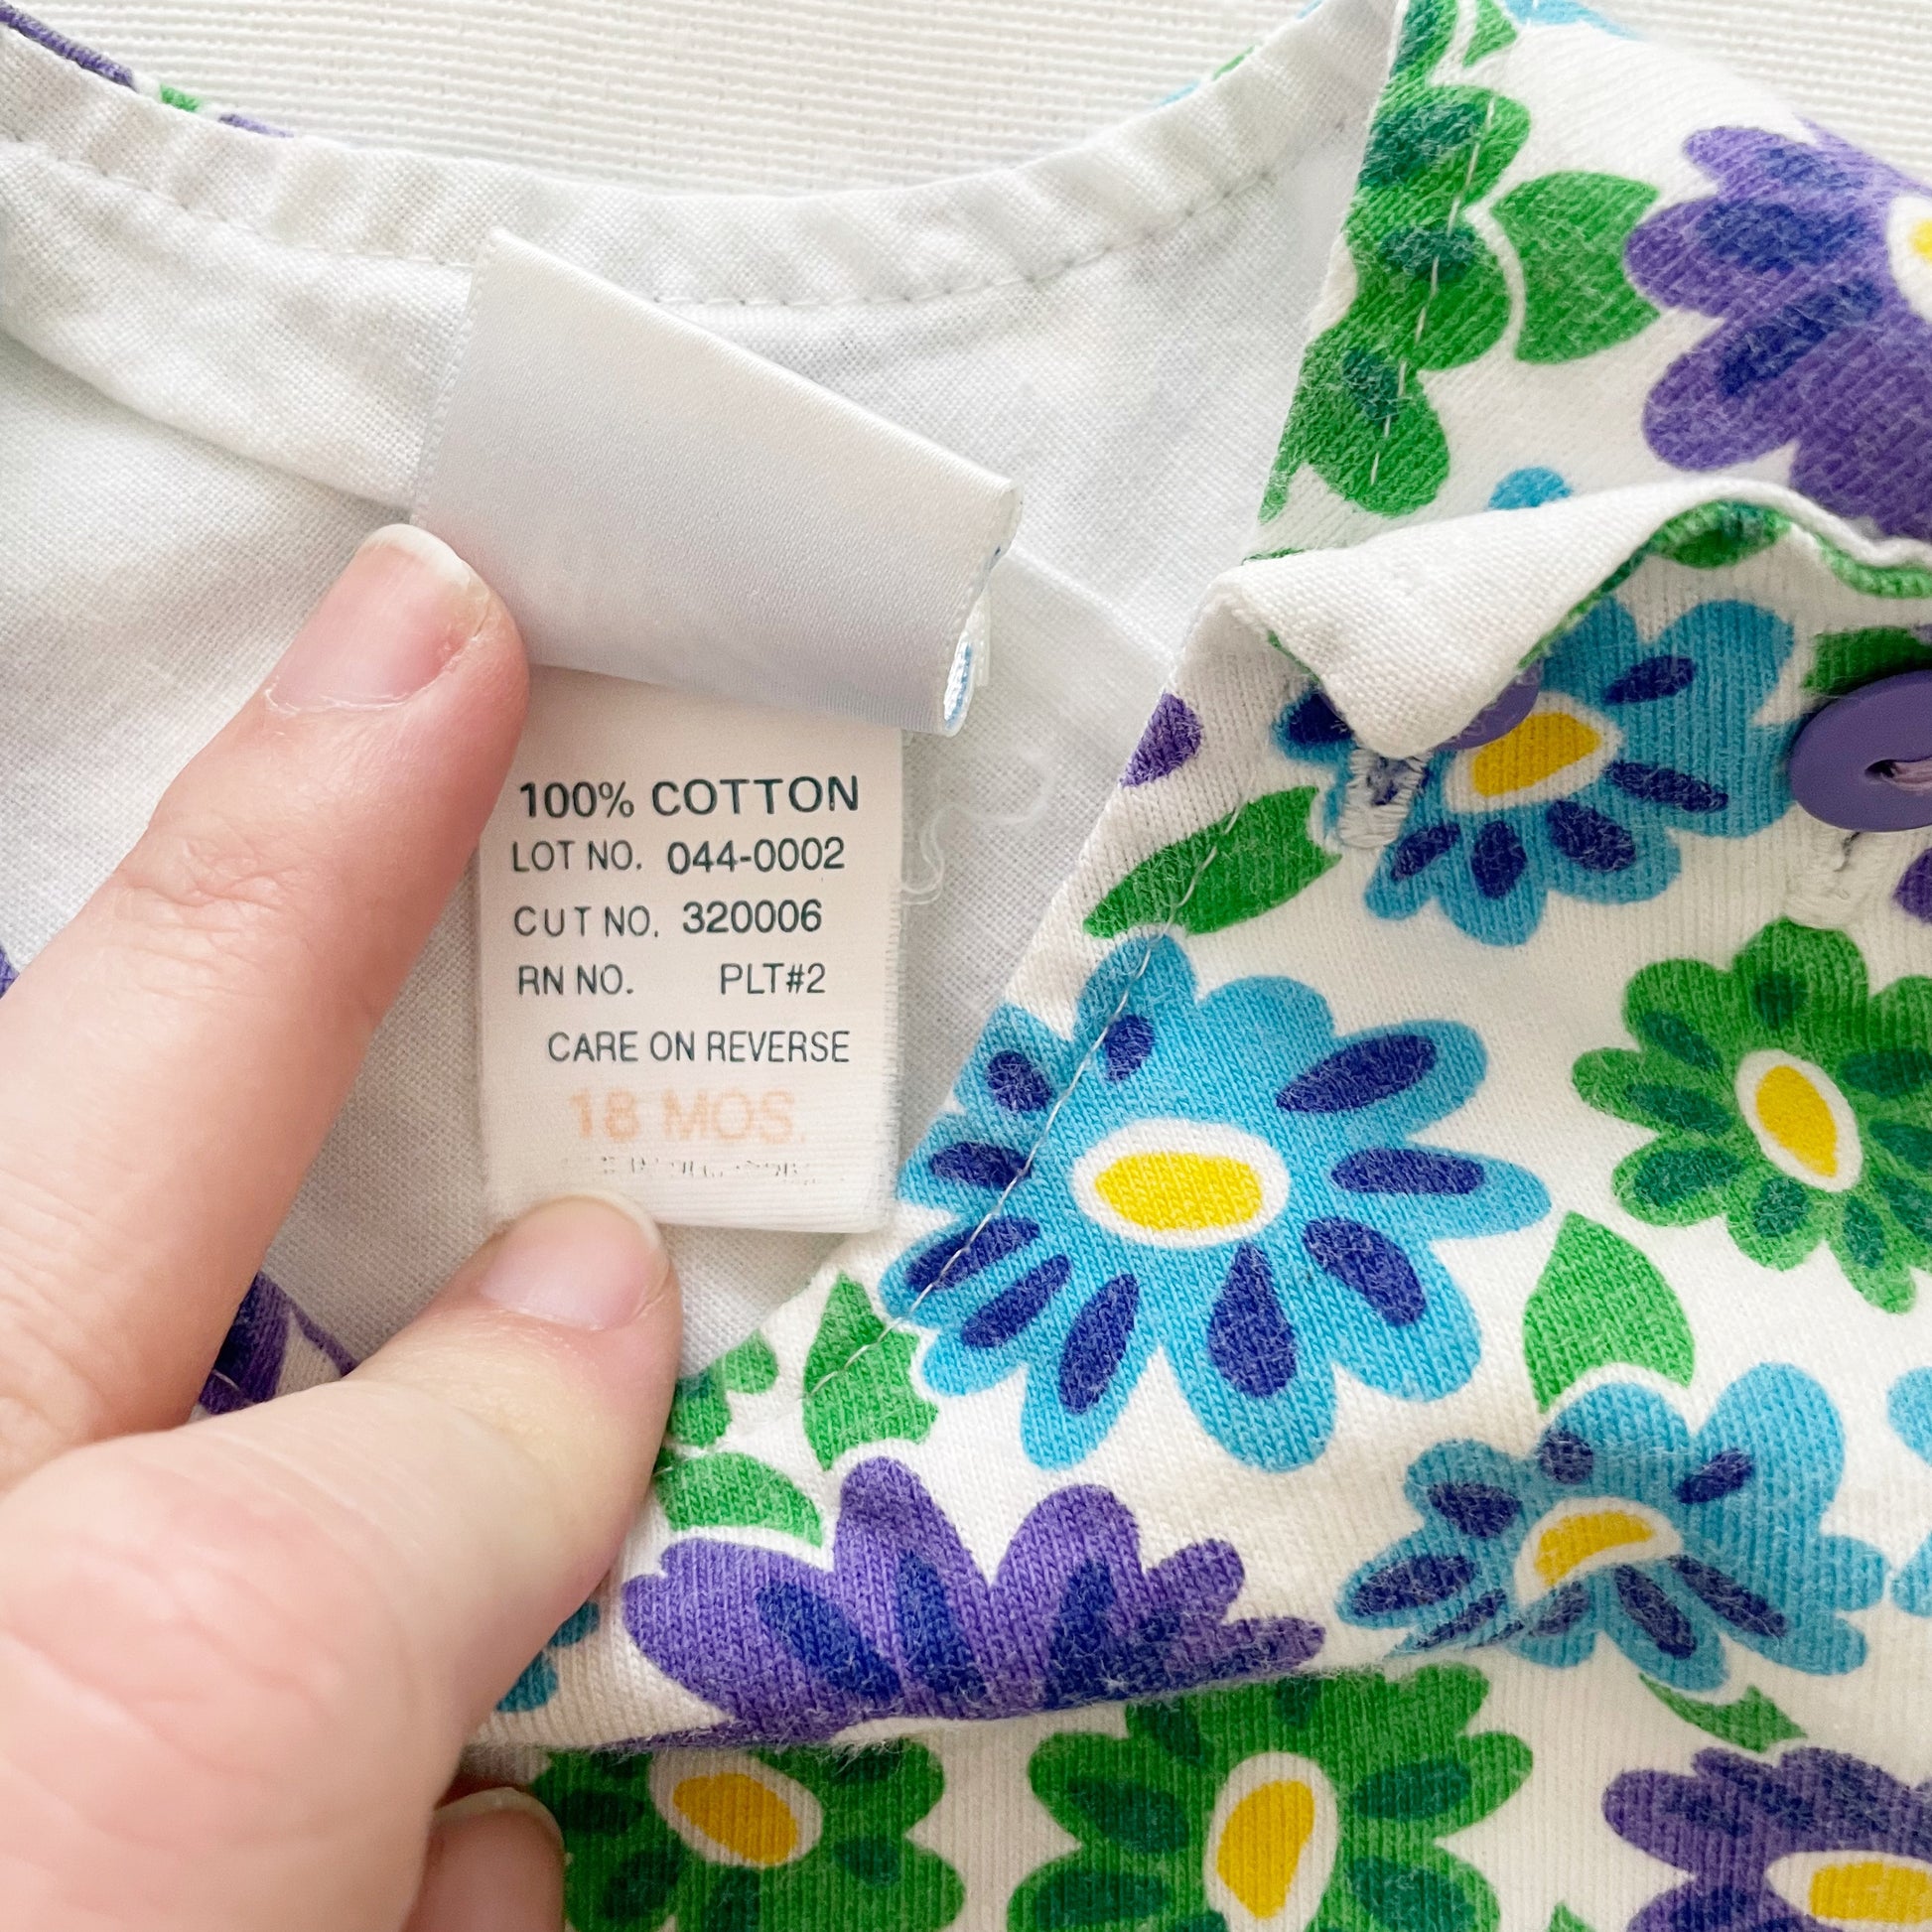 100% COTTON
LOT NO. 044-0002
CUT NO. 320006
RN NO. PLT#2
CARE ON REVERSE
18 MOS.